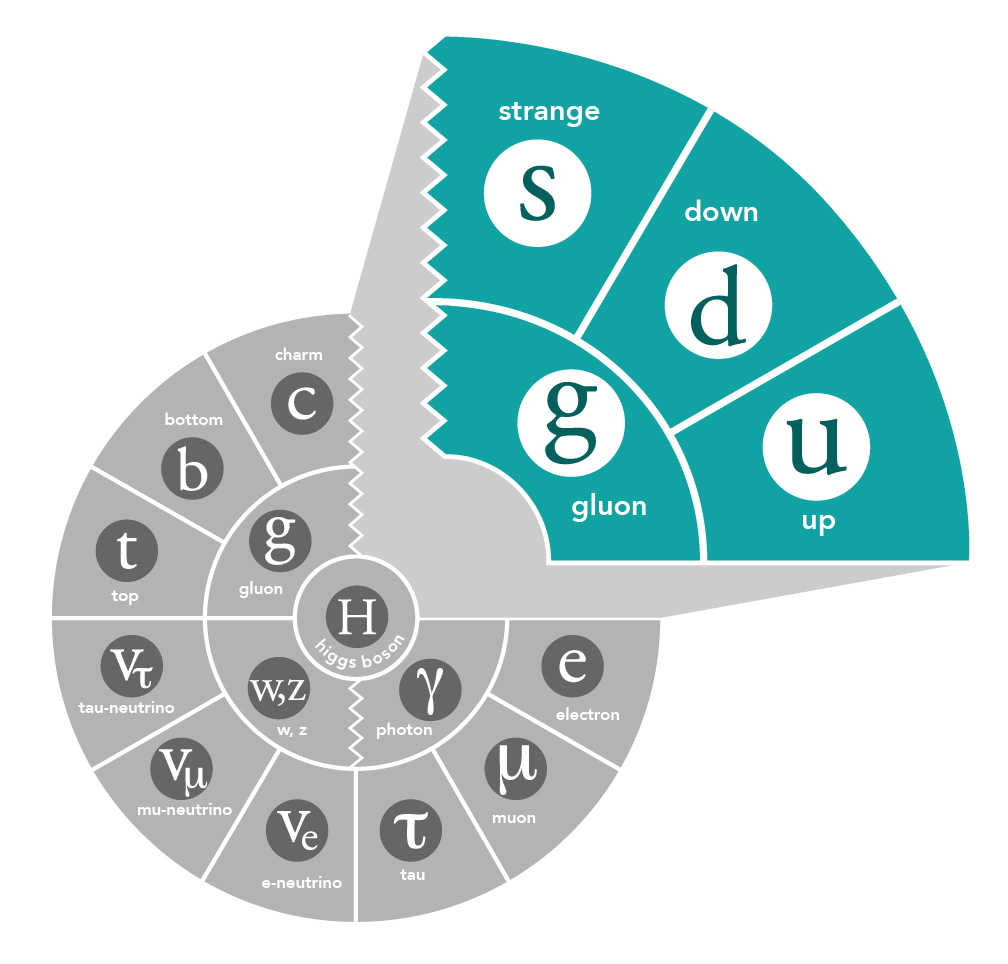 strange
s
down
d
g
gluon
u
up
charm
c
bottom
b
t
top
g
gluon
H
higgs boson
ντ
tau-neutrino
w,z
w, z
γ
photon
e
electron
νμ
mu-neutrino
μ
muon
νe
e-neutrino
τ
tau